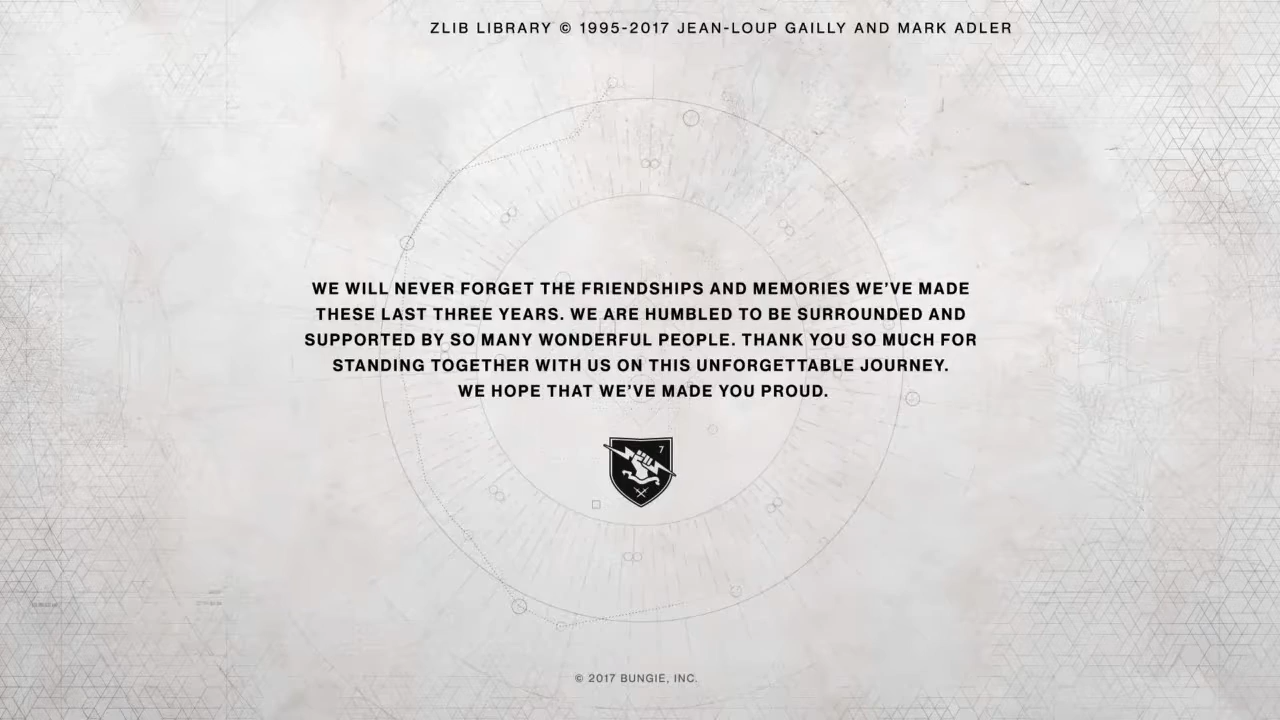 ZLIB LIBRARY © 1995-2017 JEAN-LOUP GAILLY AND MARK ADLER
WE WILL NEVER FORGET THE FRIENDSHIPS AND MEMORIES WE’VE MADE
THESE LAST THREE YEARS. WE ARE HUMBLED TO BE SURROUNDED AND
SUPPORTED BY SO MANY WONDERFUL PEOPLE. THANK YOU SO MUCH FOR
STANDING TOGETHER WITH US ON THIS UNFORGETTABLE JOURNEY.
WE HOPE THAT WE’VE MADE YOU PROUD.
7
© 2017 BUNGIE, INC.